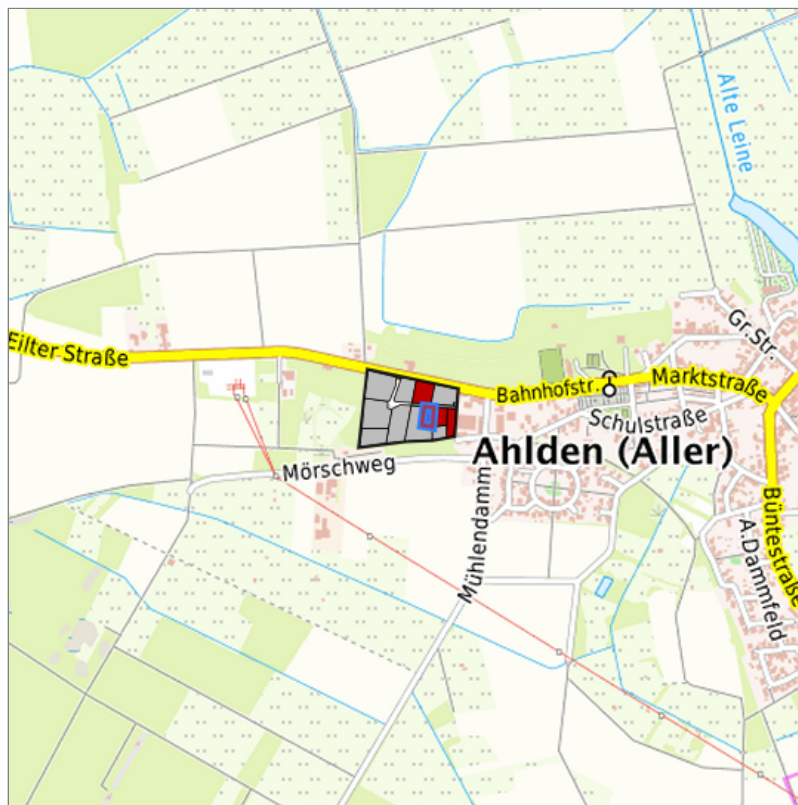 Alte Leine
Gr.Str.
Eilter Straße
Bahnhofstr.
Marktstraße
Schulstraße
Ahlden (Aller)
Mörschweg
Mühlendamm
Büntestraße
A.Dammfeld